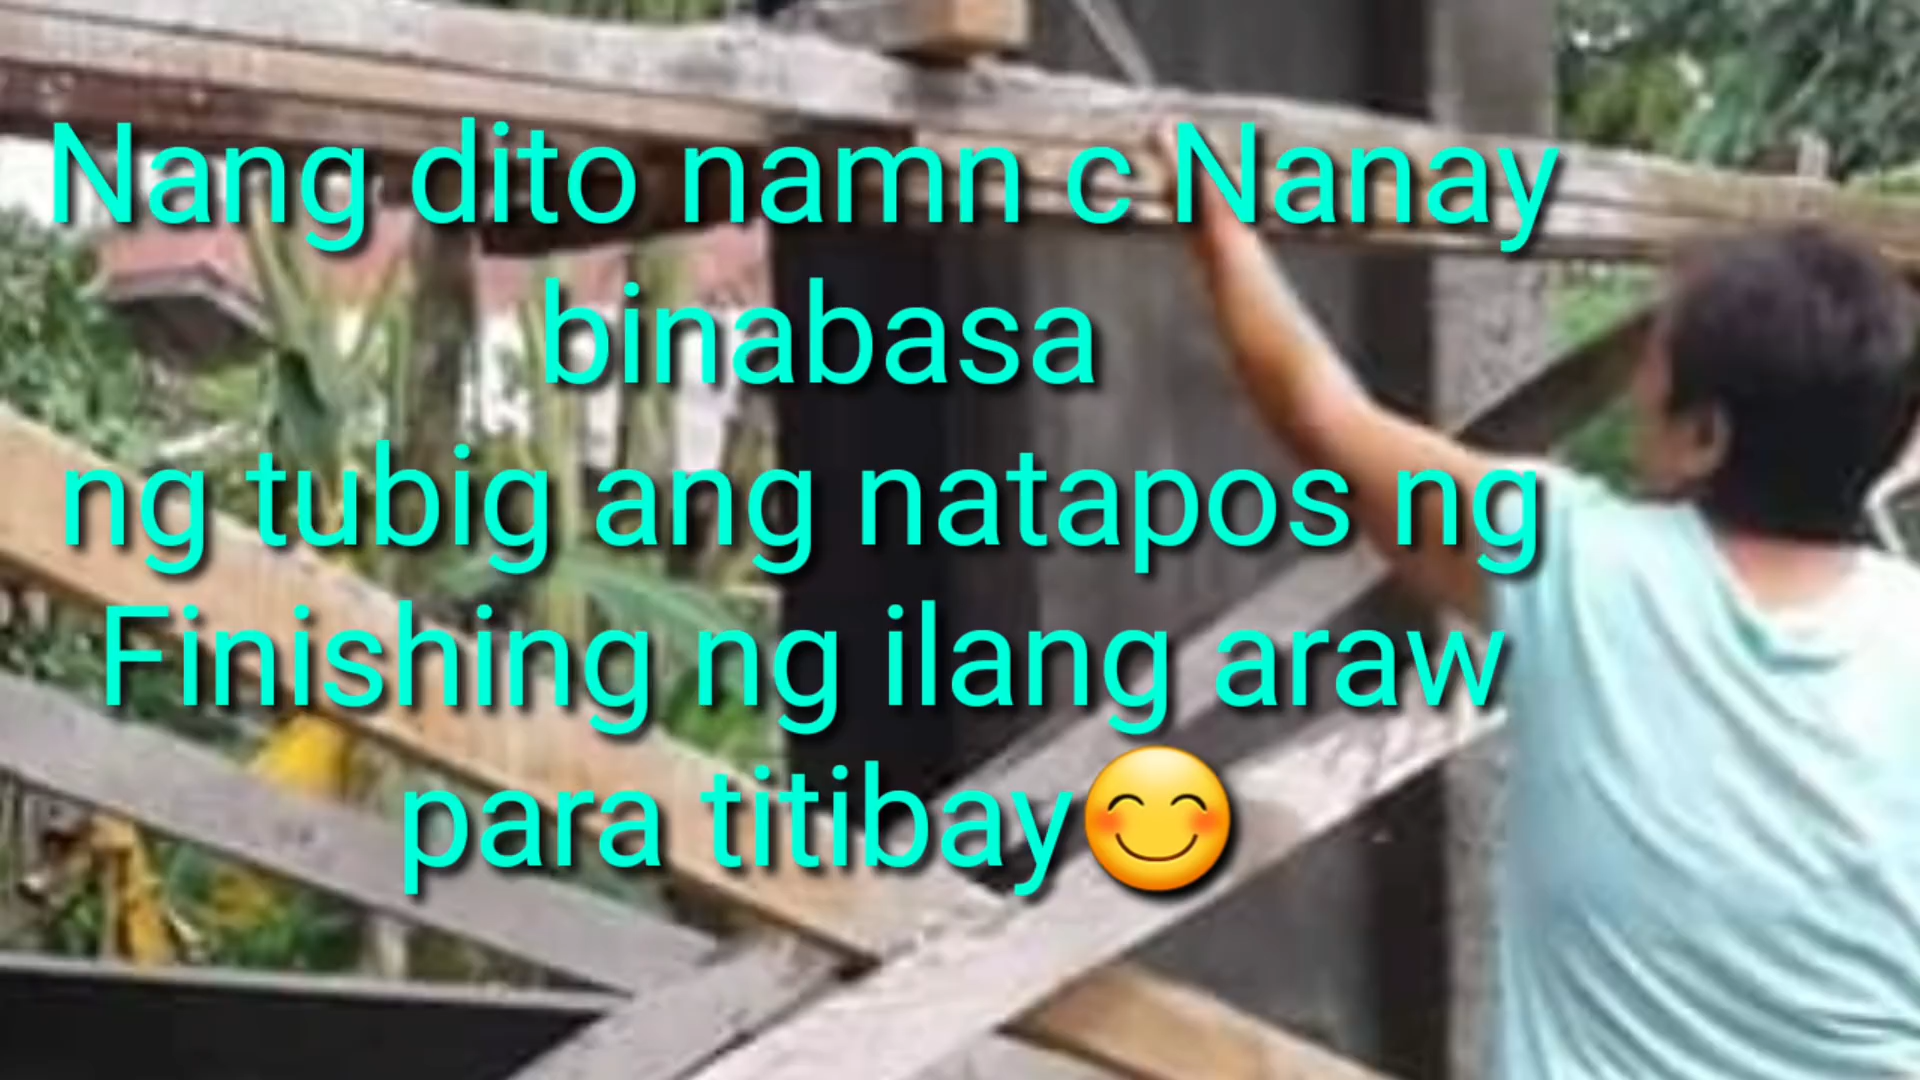 Nang dito namn c Nanay
binabasa
ng tubig ang natapos ng
Finishing ng ilang araw
para titibay😊